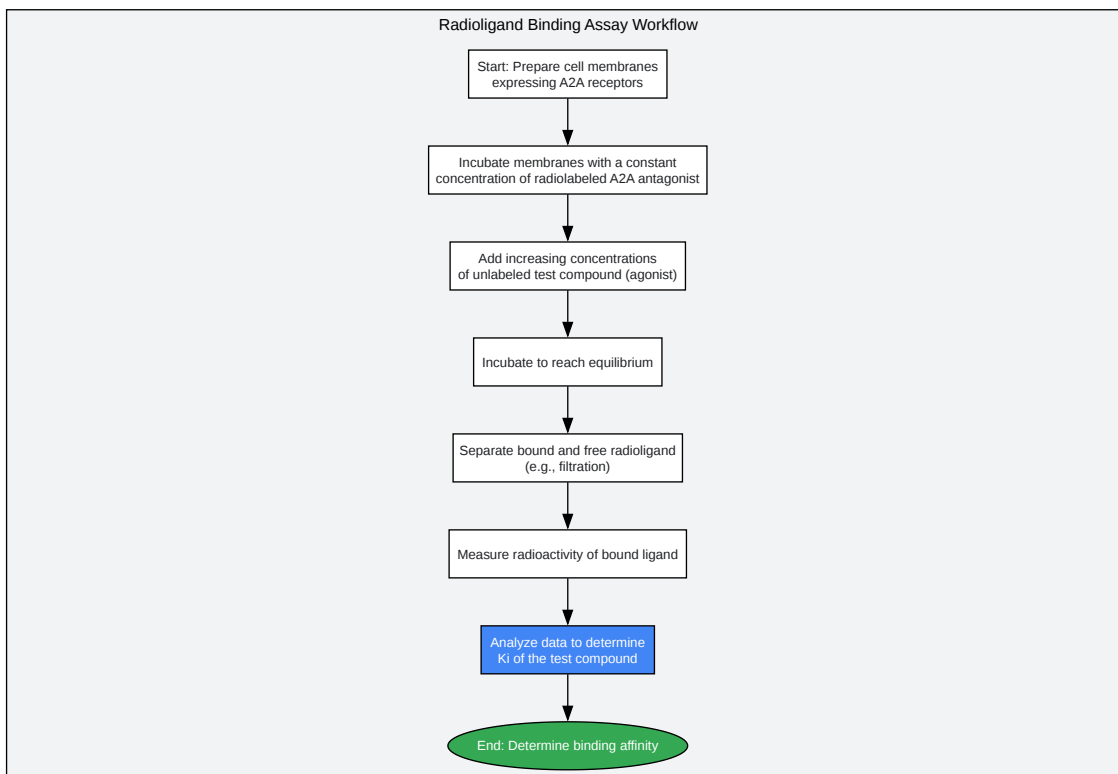 Radioligand Binding Assay Workflow
Start: Prepare cell membranes
expressing A2A receptors
Incubate membranes with a constant
concentration of radiolabeled A2A antagonist
Add increasing concentrations
of unlabeled test compound (agonist)
Incubate to reach equilibrium
Separate bound and free radioligand
(e.g., filtration)
Measure radioactivity of bound ligand
Analyze data to determine
Ki of the test compound
End: Determine binding affinity